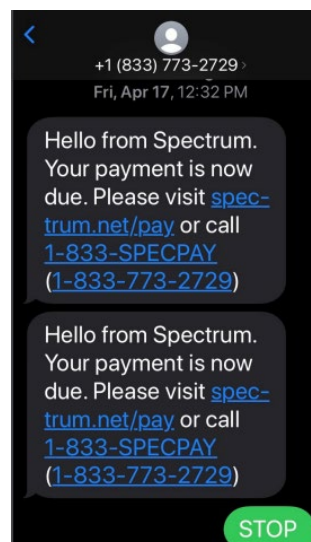 +1 (833) 773-2729 >
Fri, Apr 17, 12:32 PM
Hello from Spectrum.
Your payment is now
due. Please visit spec-
trum.net/pay or call
1-833-SPECPAY
(1-833-773-2729)
Hello from Spectrum.
Your payment is now
due. Please visit spec-
trum.net/pay or call
1-833-SPECPAY
(1-833-773-2729)
STOP